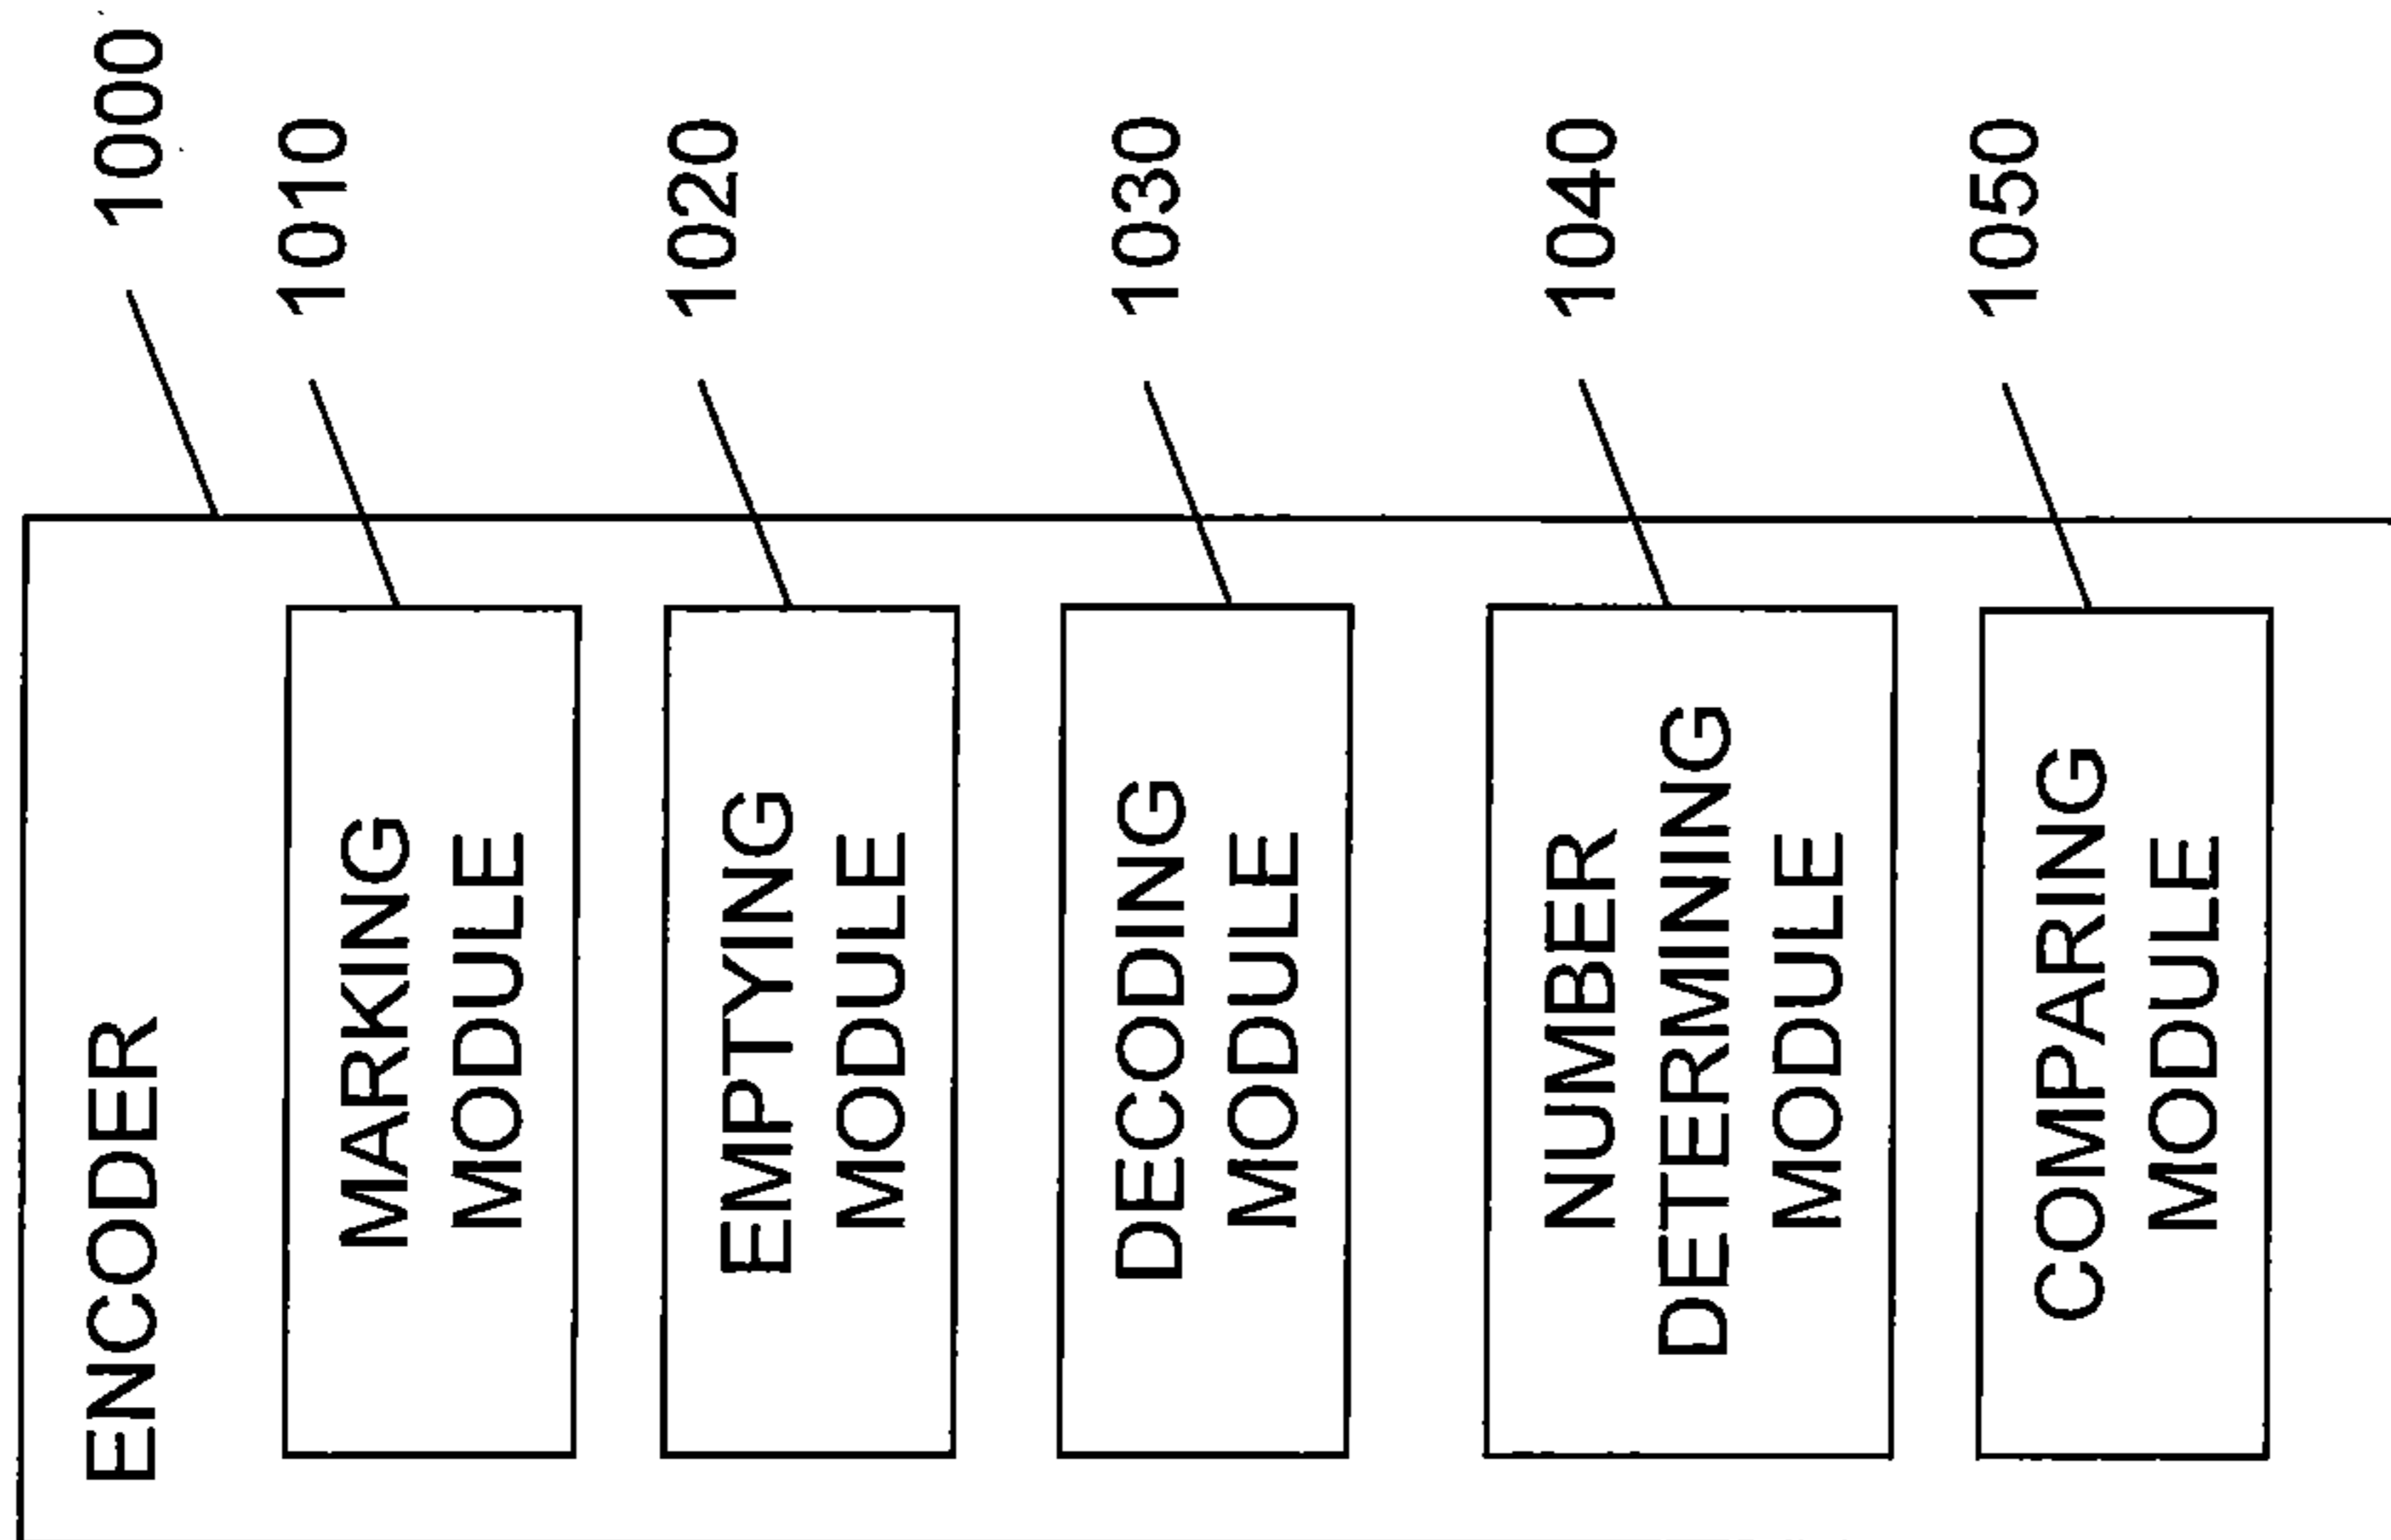 ENCODER
1000
MARKING
MODULE
1010
EMPTYING
MODULE
1020
DECODING
MODULE
1030
NUMBER
DETERMINING
MODULE
1040
COMPARING
MODULE
1050